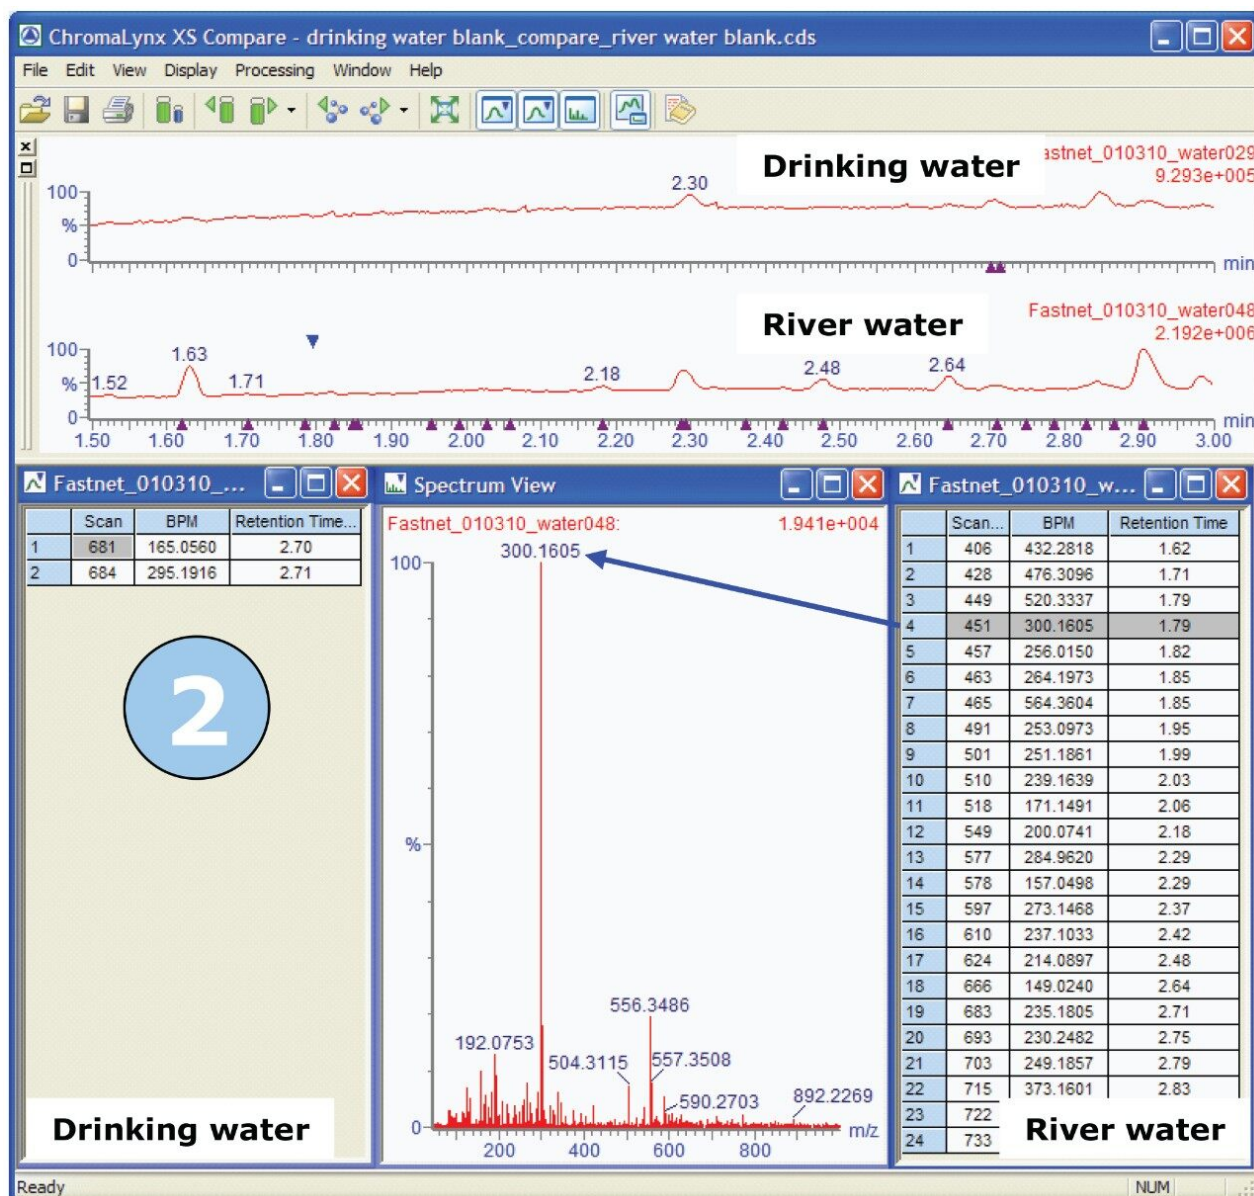 ChromaLynx XS Compare - drinking water blank_compare_river water blank.cds
File Edit View Display Processing Window Help
Drinking water
astnet_010310_water029
9.293e+005
2.30
100
%
0
min
River water
Fastnet_010310_water048
2.192e+006
100
%
0
1.52
1.63
1.71
2.18
2.48
2.64
min
1.50 1.60 1.70 1.80 1.90 2.00 2.10 2.20 2.30 2.40 2.50 2.60 2.70 2.80 2.90 3.00
Fastnet_010310_...
Scan BPM Retention Time...
1 681 165.0560 2.70
2 684 295.1916 2.71
2
Drinking water
Spectrum View
Fastnet_010310_water048: 1.941e+004
300.1605
100
%
0
556.3486
192.0753
504.3115
557.3508
590.2703
892.2269
m/z
200 400 600 800
Fastnet_010310_w...
Scan... BPM Retention Time
1 406 432.2818 1.62
2 428 476.3096 1.71
3 449 520.3337 1.79
4 451 300.1605 1.79
5 457 256.0150 1.82
6 463 264.1973 1.85
7 465 564.3604 1.85
8 491 253.0973 1.95
9 501 251.1861 1.99
10 510 239.1639 2.03
11 518 171.1491 2.06
12 549 200.0741 2.18
13 577 284.9620 2.29
14 578 157.0498 2.29
15 597 273.1468 2.37
16 610 237.1033 2.42
17 624 214.0897 2.48
18 666 149.0240 2.64
19 683 235.1805 2.71
20 693 230.2482 2.75
21 703 249.1857 2.79
22 715 373.1601 2.83
23 722
24 733
River water
Ready NUM